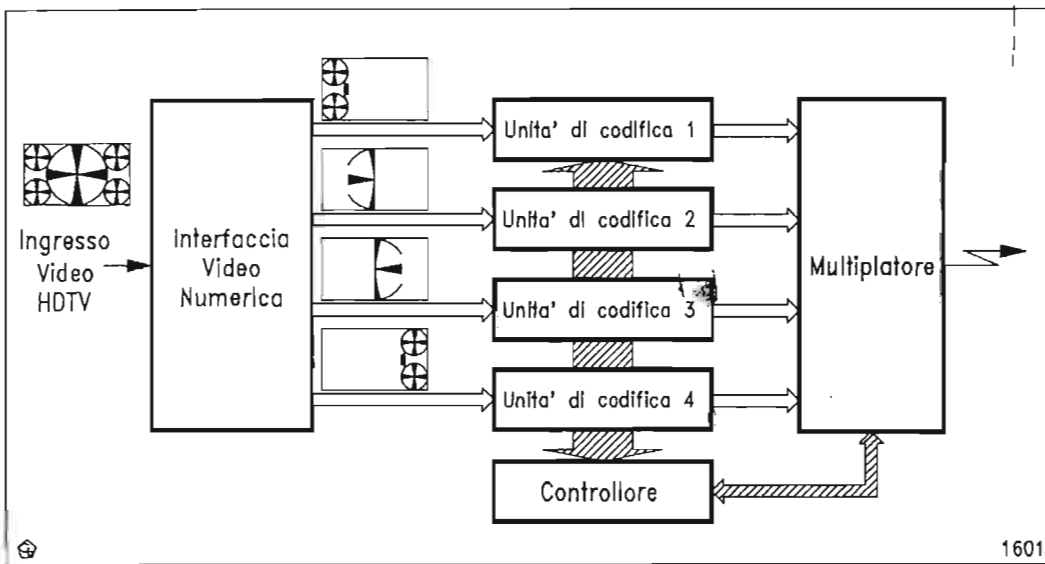 Ingresso
Video
HDTV
Interfaccia
Video
Numerica
Unita' di codifica 1
Unita' di codifica 2
Unita' di codifica 3
Unita' di codifica 4
Controllore
Multiplatore
1601